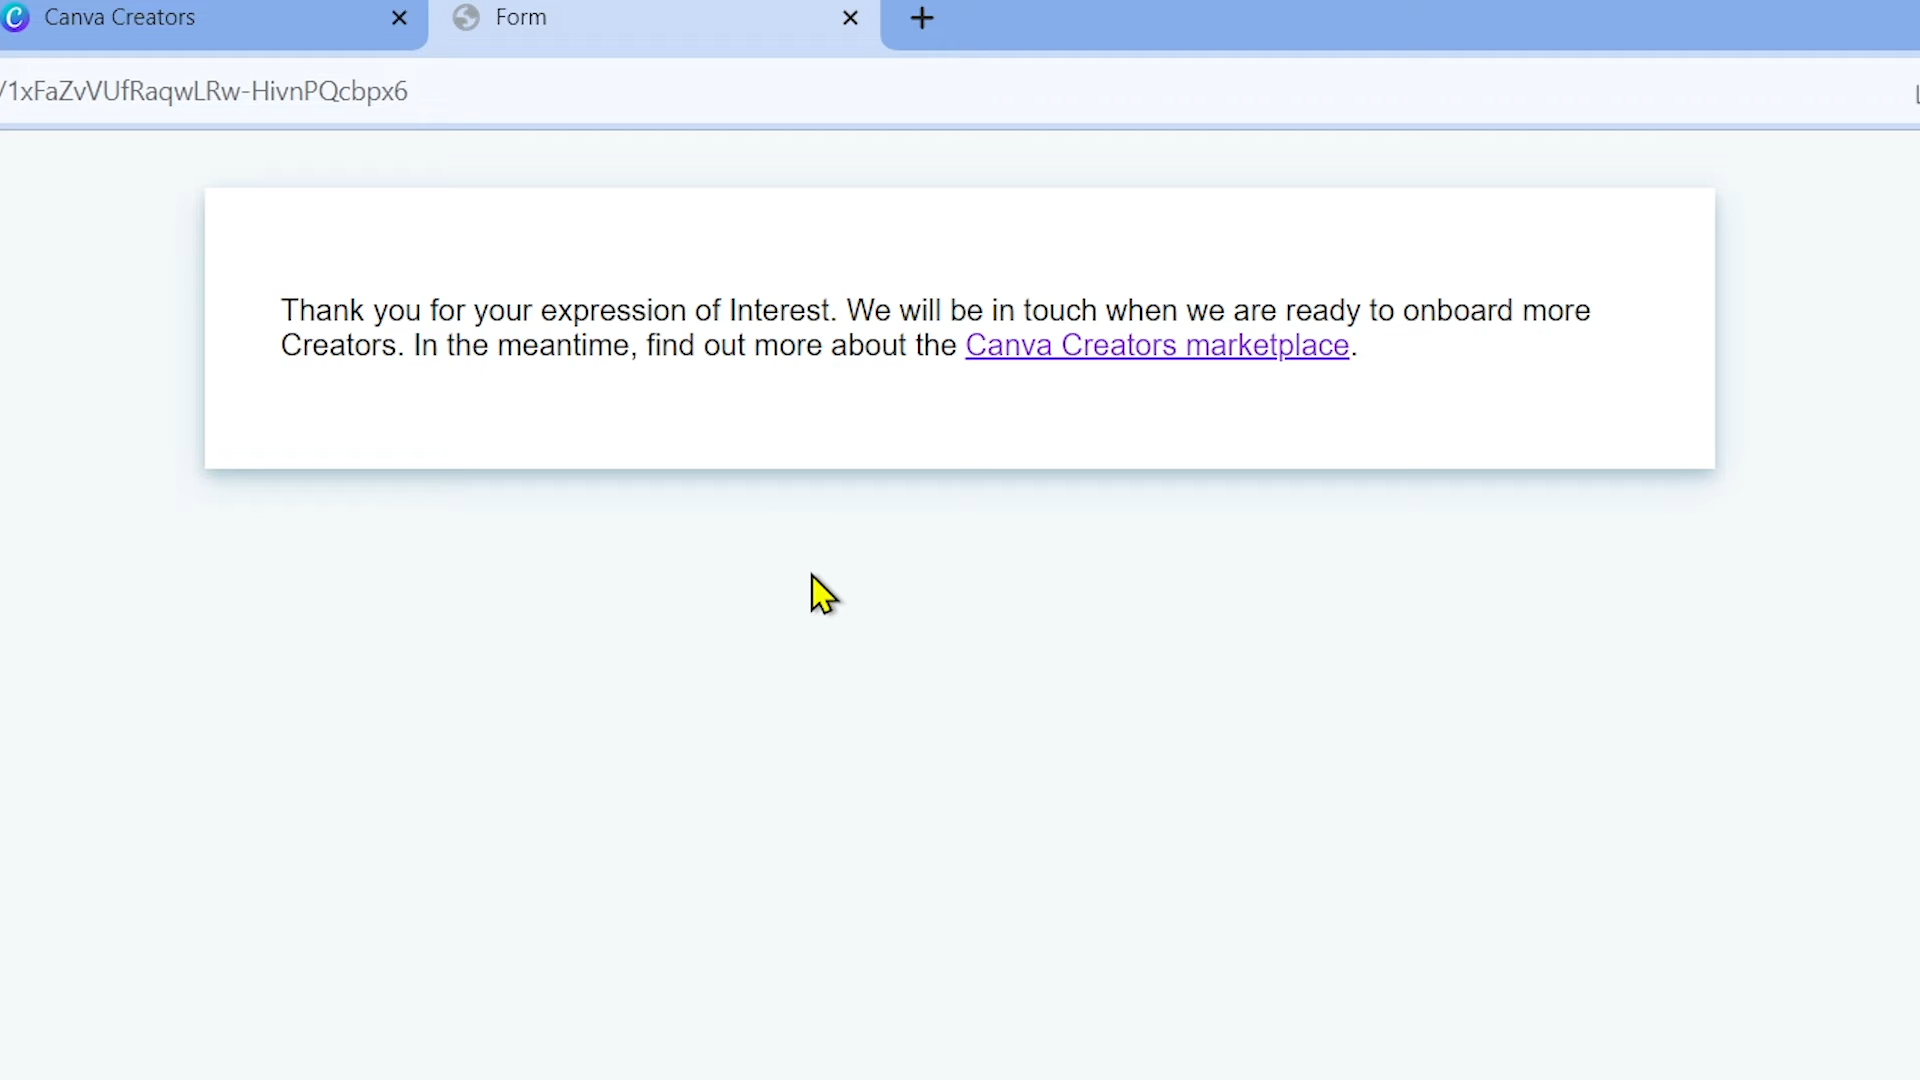 Canva Creators
Form
/1xFaZvVUfRaqwLRw-HivnPQcbpx6
Thank you for your expression of Interest. We will be in touch when we are ready to onboard more
Creators. In the meantime, find out more about the Canva Creators marketplace.